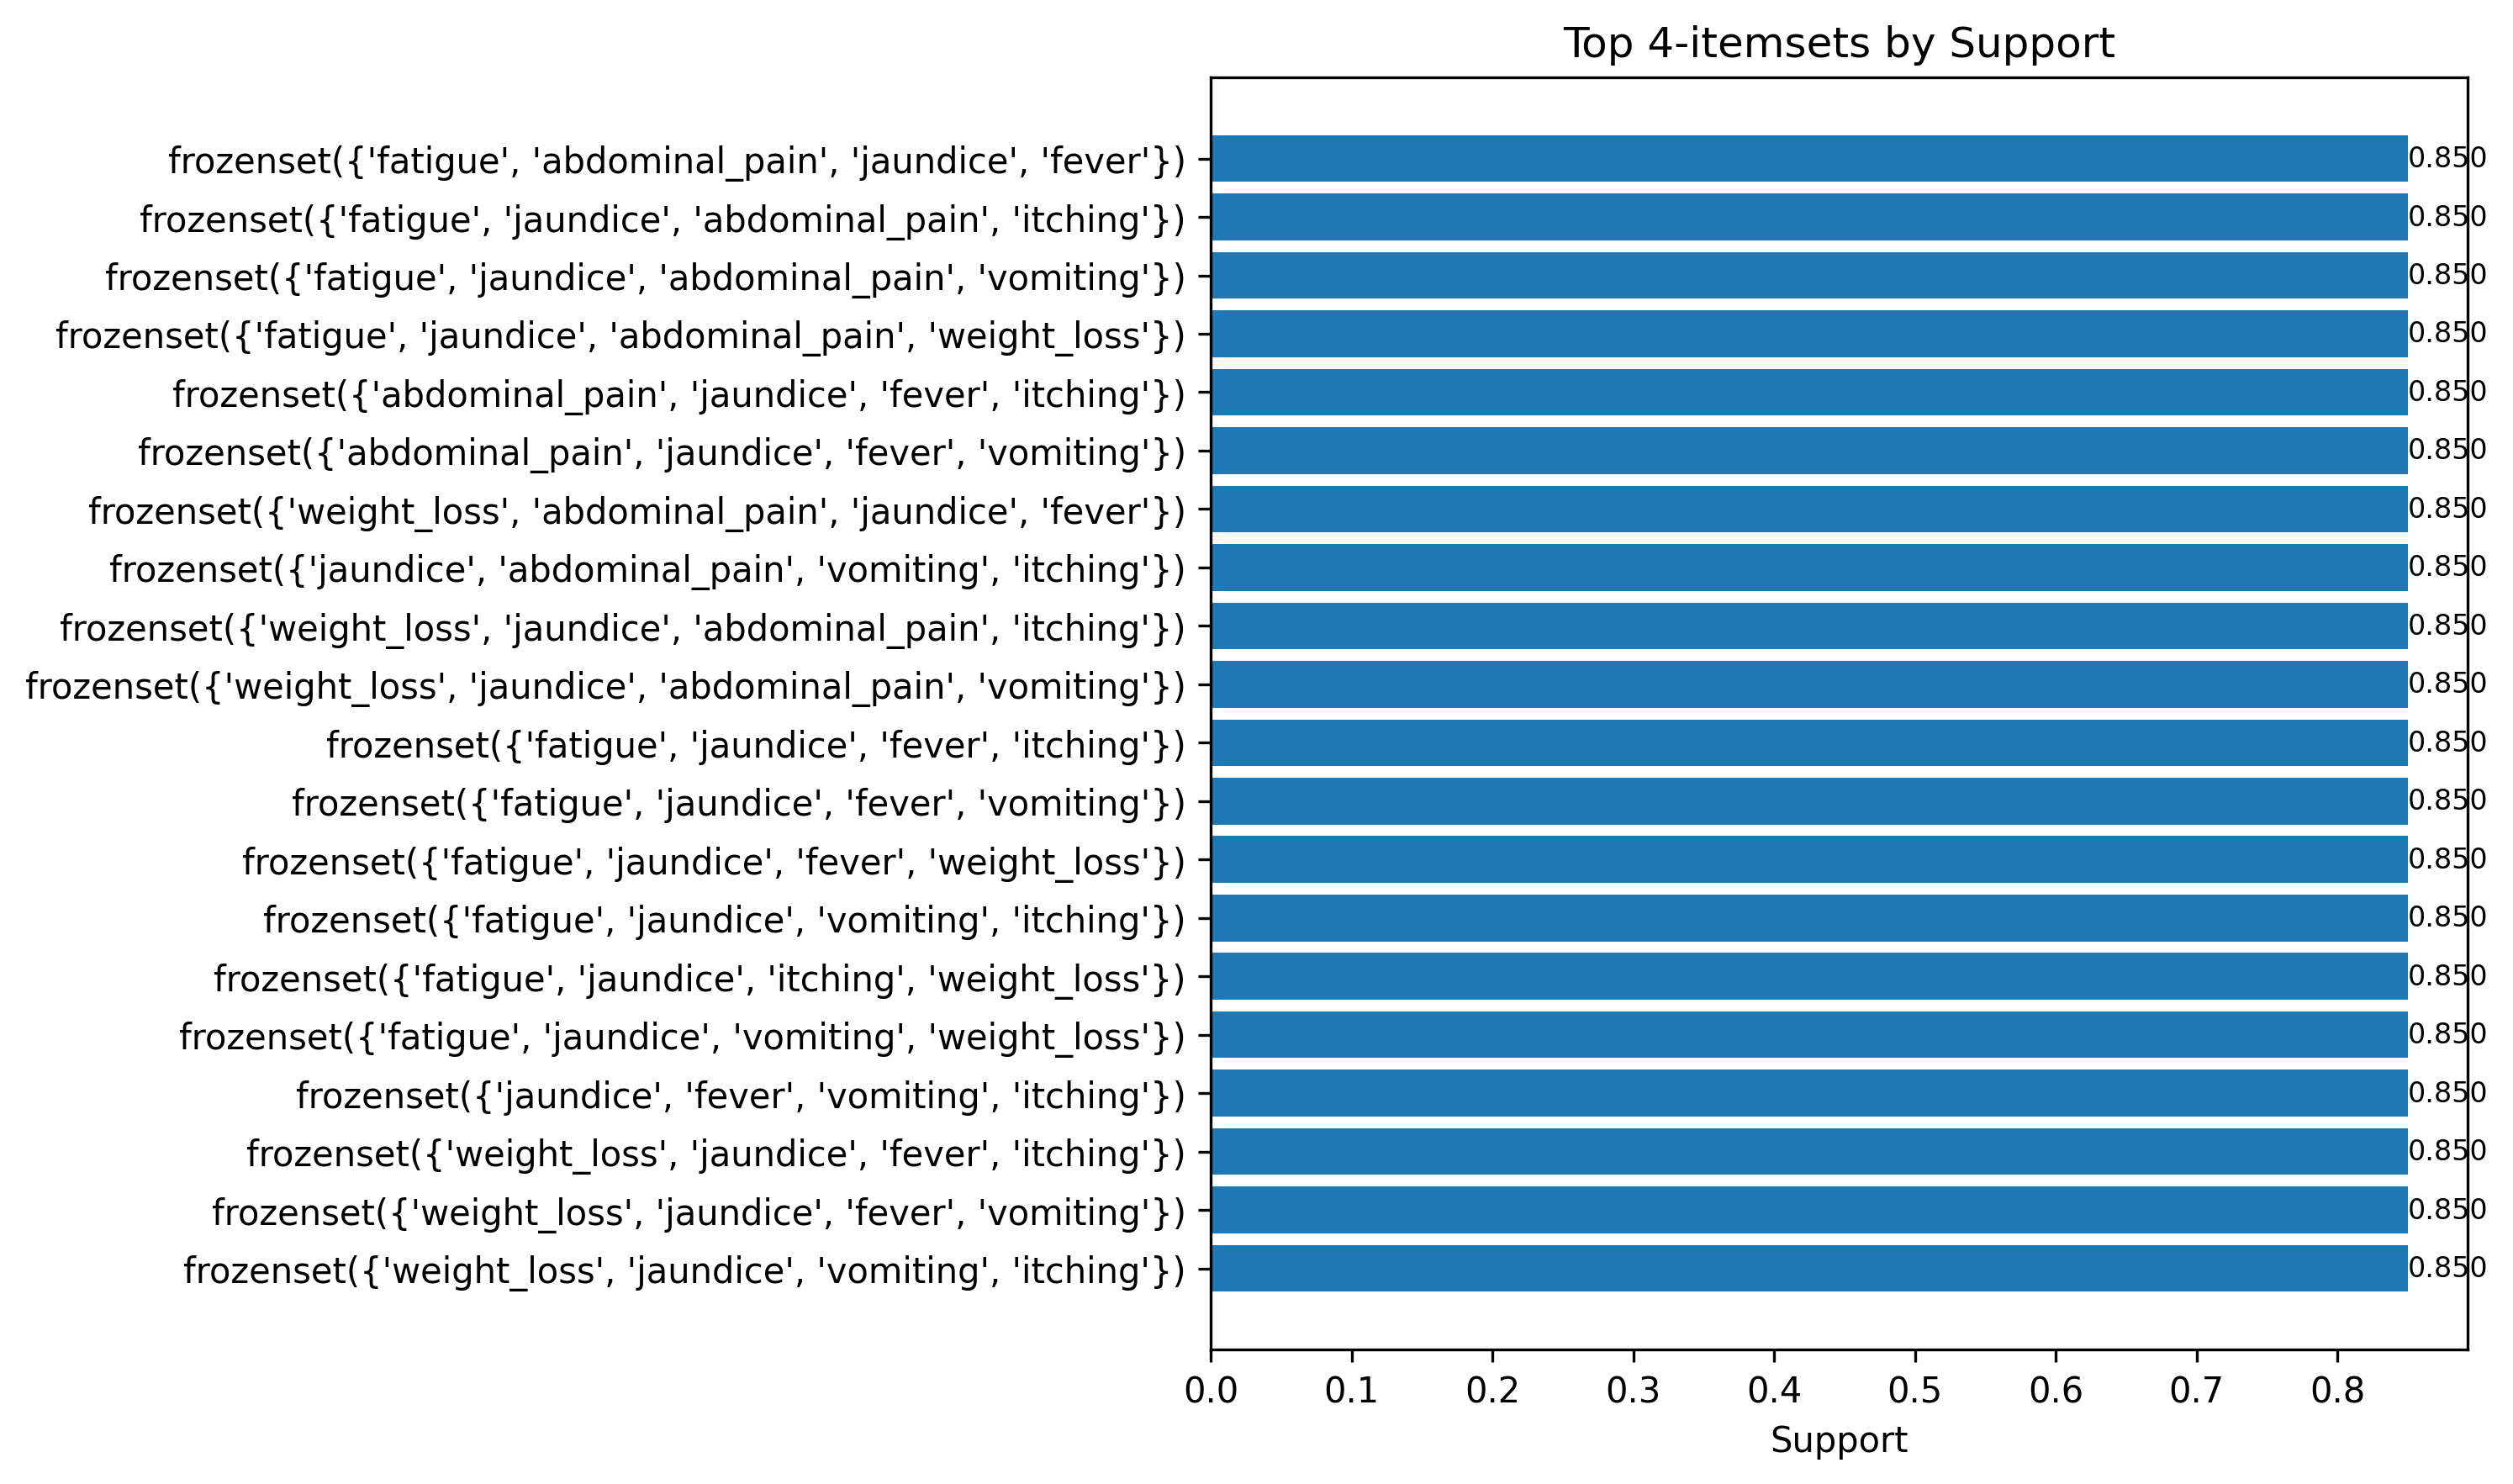 Top 4-itemsets by Support
frozenset({'fatigue', 'abdominal_pain', 'jaundice', 'fever'}) 0.850
frozenset({'fatigue', 'jaundice', 'abdominal_pain', 'itching'}) 0.850
frozenset({'fatigue', 'jaundice', 'abdominal_pain', 'vomiting'}) 0.850
frozenset({'fatigue', 'jaundice', 'abdominal_pain', 'weight_loss'}) 0.850
frozenset({'abdominal_pain', 'jaundice', 'fever', 'itching'}) 0.850
frozenset({'abdominal_pain', 'jaundice', 'fever', 'vomiting'}) 0.850
frozenset({'weight_loss', 'abdominal_pain', 'jaundice', 'fever'}) 0.850
frozenset({'jaundice', 'abdominal_pain', 'vomiting', 'itching'}) 0.850
frozenset({'weight_loss', 'jaundice', 'abdominal_pain', 'itching'}) 0.850
frozenset({'weight_loss', 'jaundice', 'abdominal_pain', 'vomiting'}) 0.850
frozenset({'fatigue', 'jaundice', 'fever', 'itching'}) 0.850
frozenset({'fatigue', 'jaundice', 'fever', 'vomiting'}) 0.850
frozenset({'fatigue', 'jaundice', 'fever', 'weight_loss'}) 0.850
frozenset({'fatigue', 'jaundice', 'vomiting', 'itching'}) 0.850
frozenset({'fatigue', 'jaundice', 'itching', 'weight_loss'}) 0.850
frozenset({'fatigue', 'jaundice', 'vomiting', 'weight_loss'}) 0.850
frozenset({'jaundice', 'fever', 'vomiting', 'itching'}) 0.850
frozenset({'weight_loss', 'jaundice', 'fever', 'itching'}) 0.850
frozenset({'weight_loss', 'jaundice', 'fever', 'vomiting'}) 0.850
frozenset({'weight_loss', 'jaundice', 'vomiting', 'itching'}) 0.850
0.0 0.1 0.2 0.3 0.4 0.5 0.6 0.7 0.8
Support